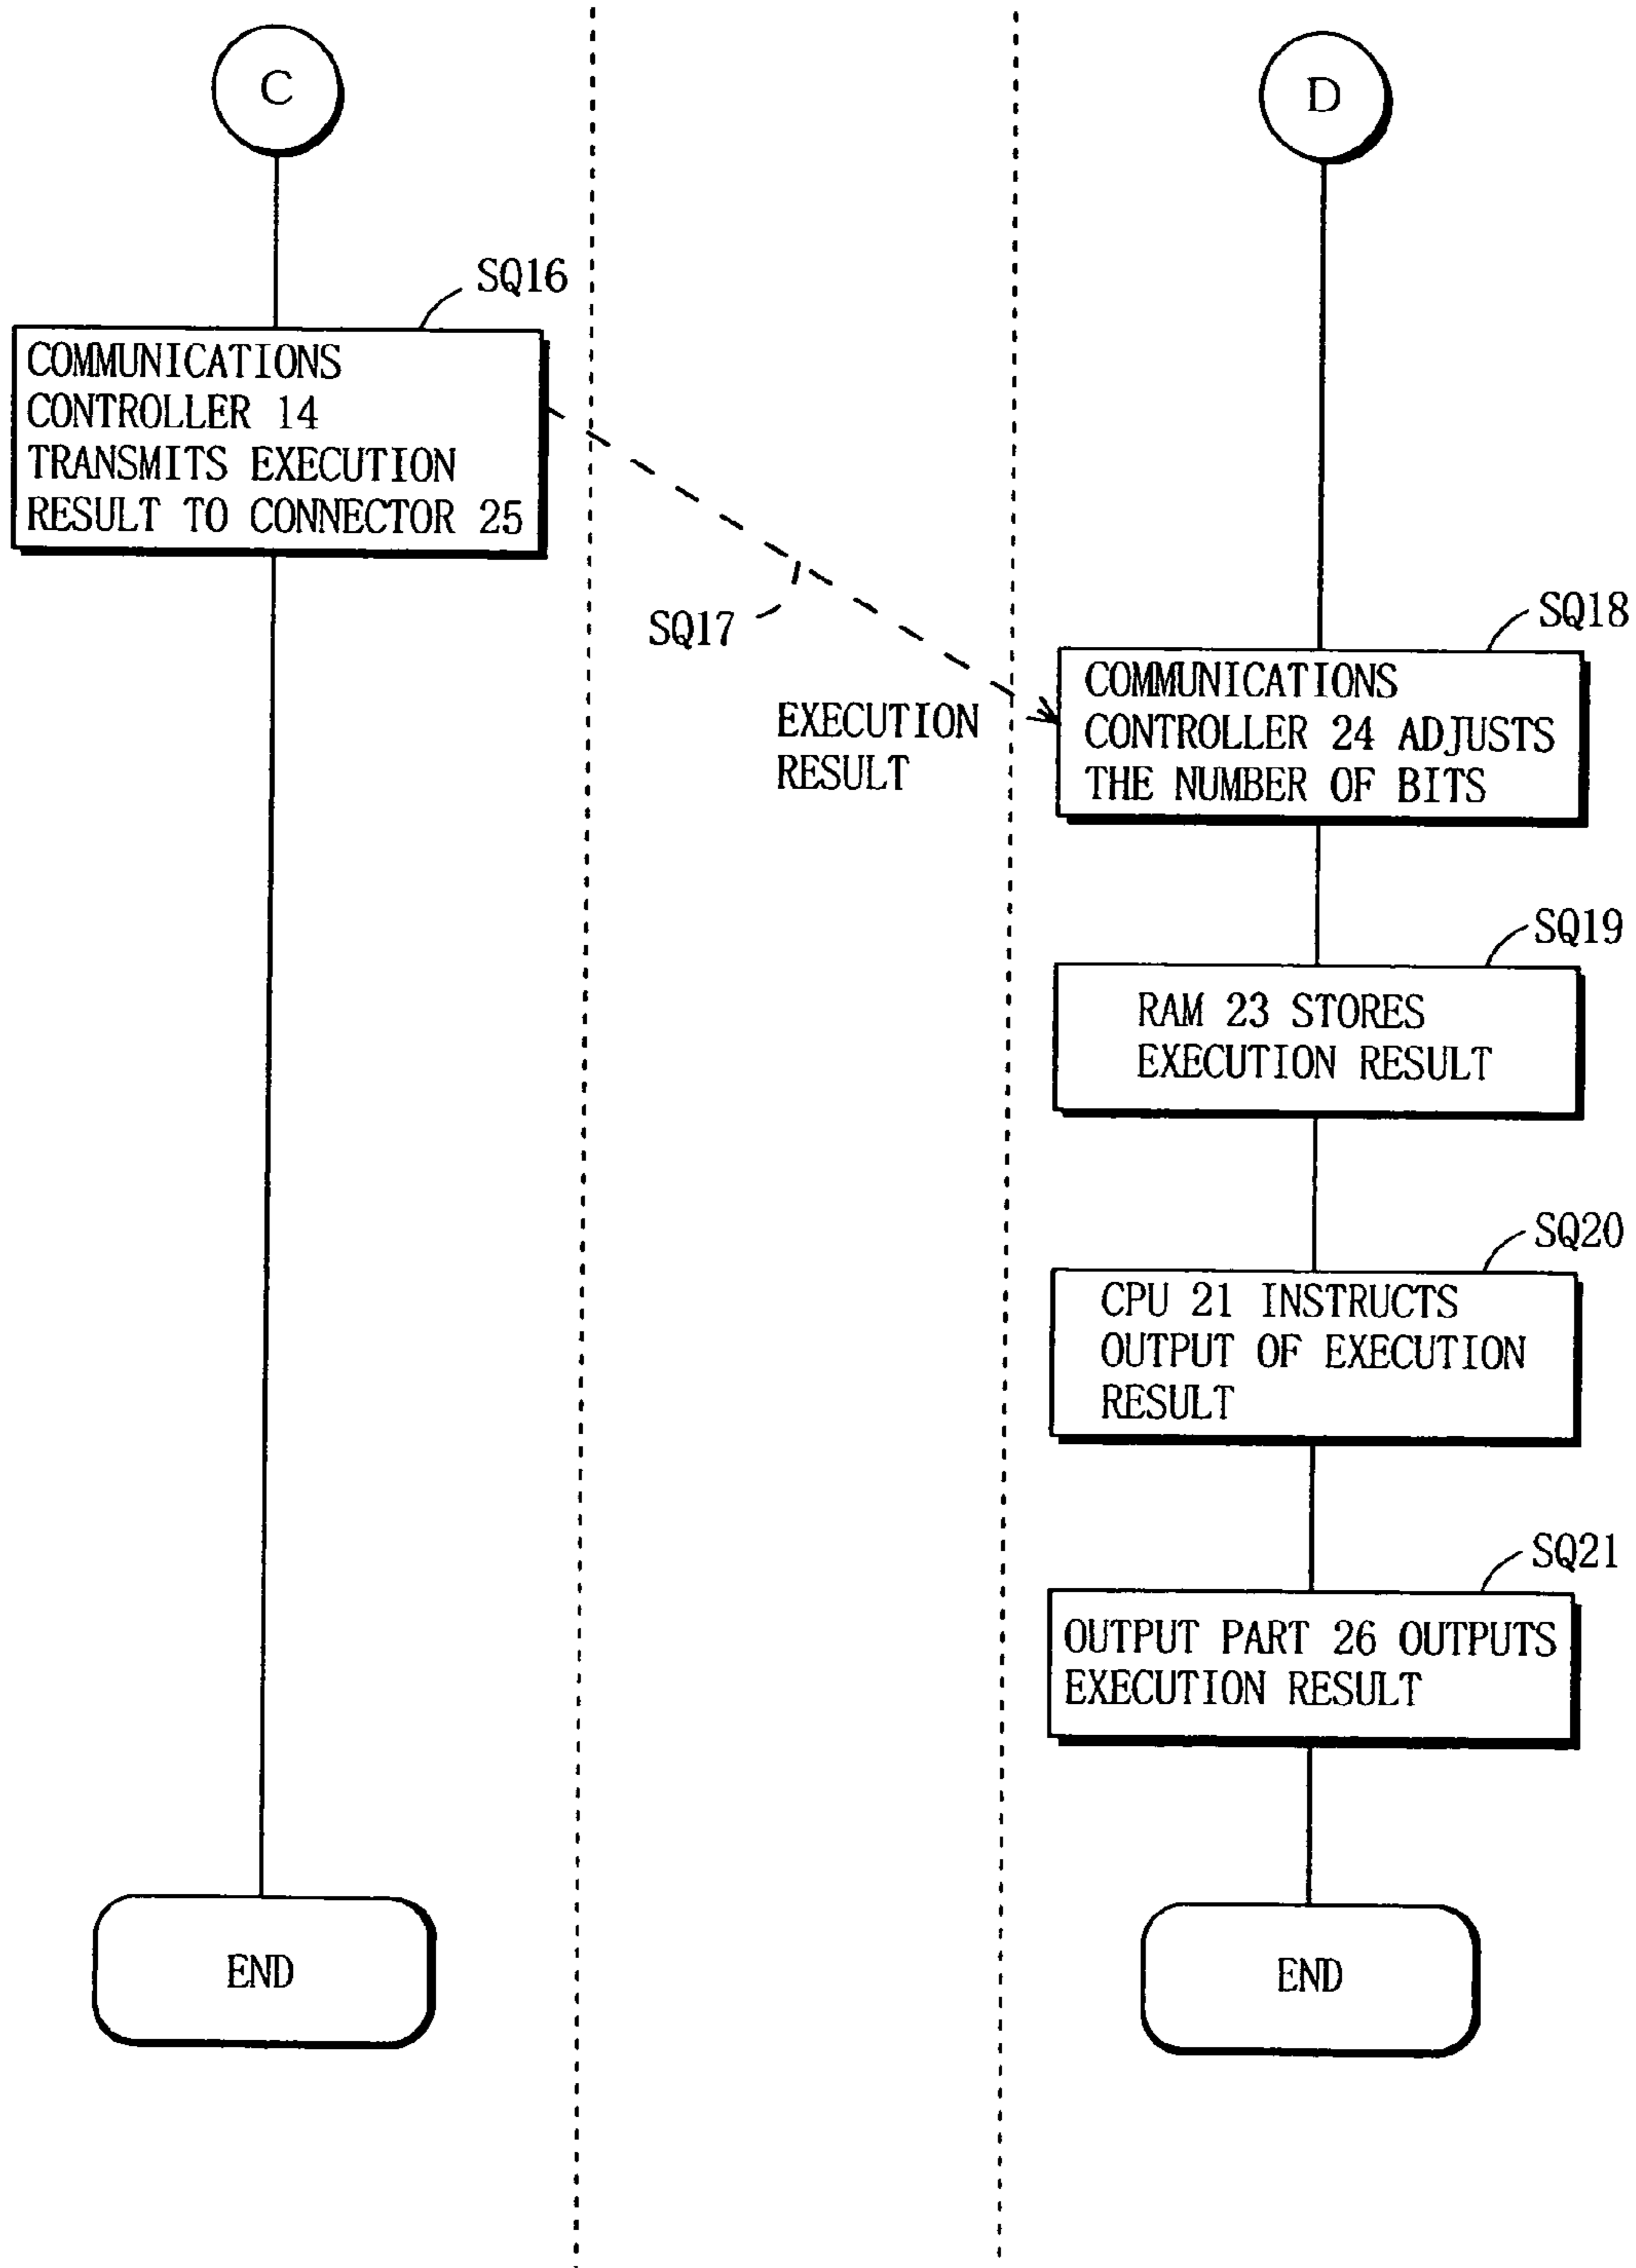 C
D
SQ16
COMMUNICATIONS
CONTROLLER 14
TRANSMITS EXECUTION
RESULT TO CONNECTOR 25
SQ17
EXECUTION
RESULT
SQ18
COMMUNICATIONS
CONTROLLER 24 ADJUSTS
THE NUMBER OF BITS
SQ19
RAM 23 STORES
EXECUTION RESULT
SQ20
CPU 21 INSTRUCTS
OUTPUT OF EXECUTION
RESULT
SQ21
OUTPUT PART 26 OUTPUTS
EXECUTION RESULT
END
END